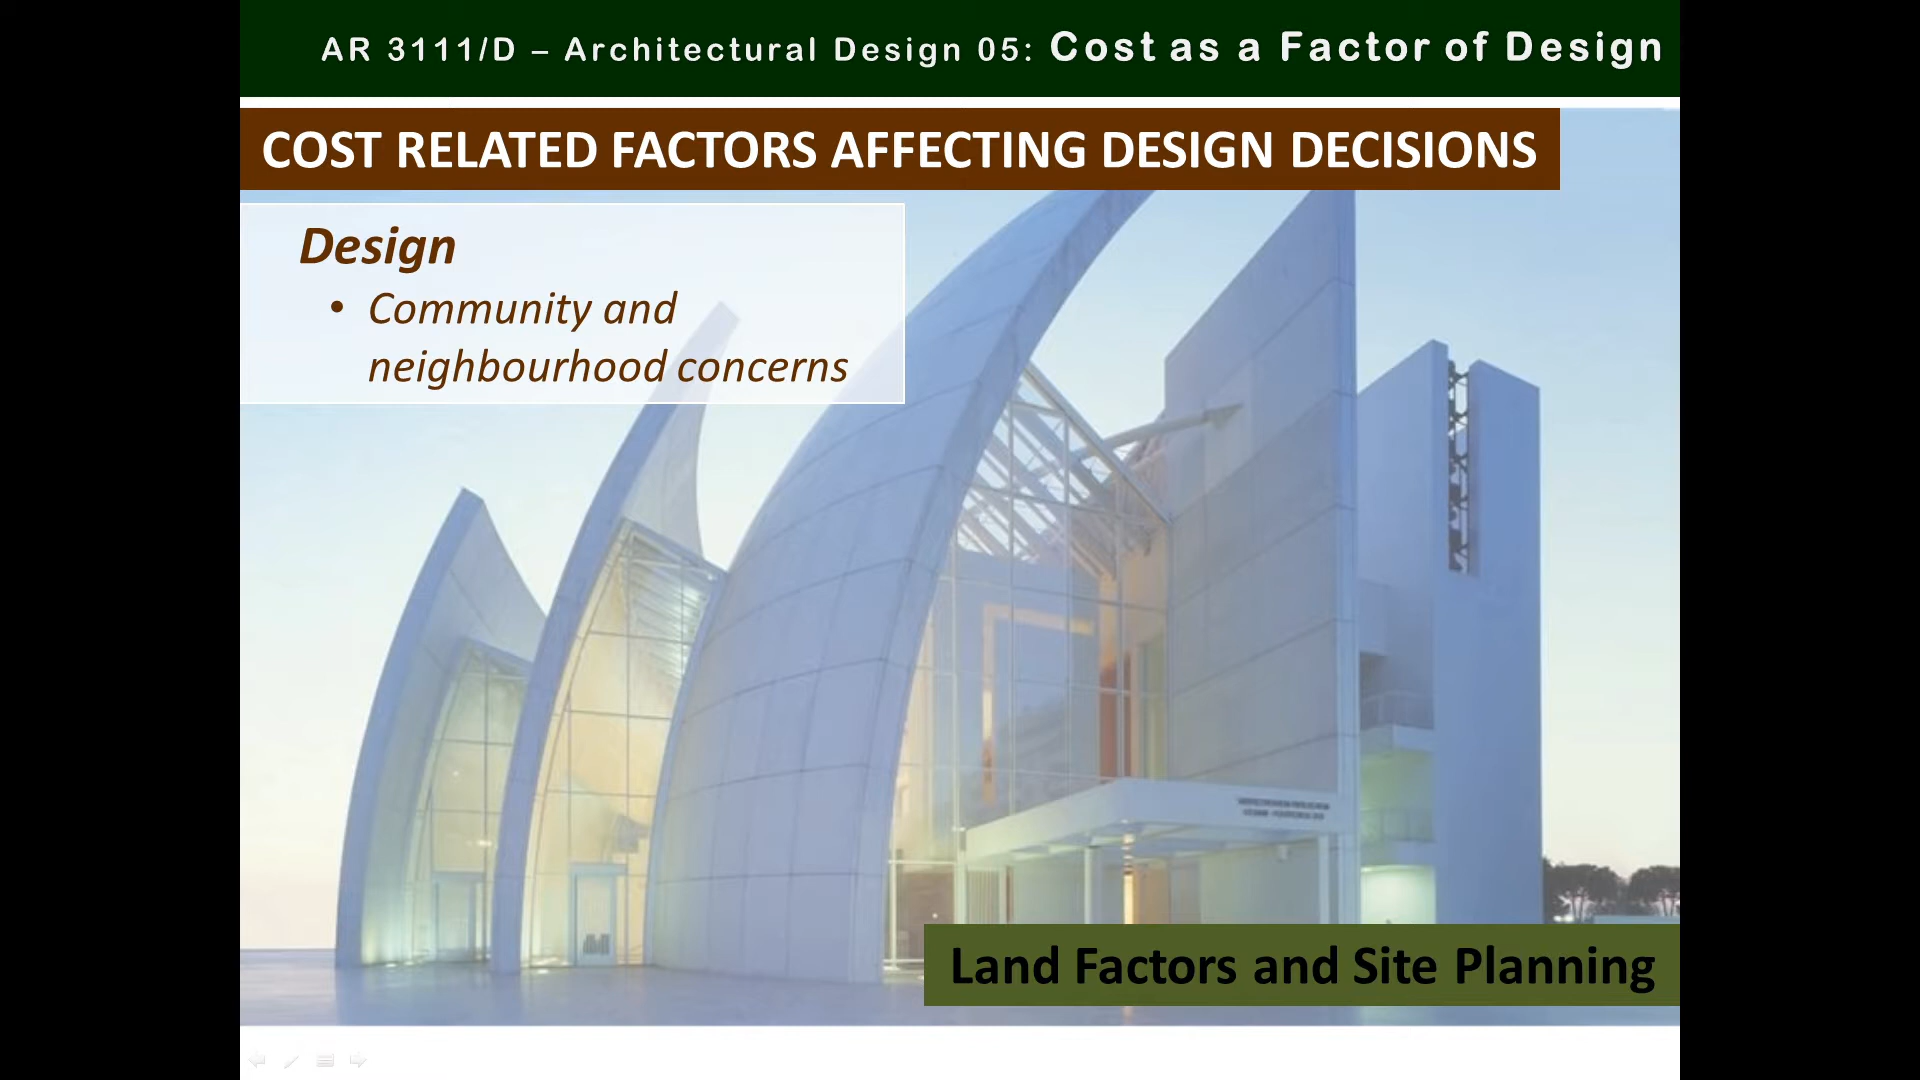 AR 3111/D – Architectural Design 05: Cost as a Factor of Design
COST RELATED FACTORS AFFECTING DESIGN DECISIONS
Design
• Community and
neighbourhood concerns
Land Factors and Site Planning